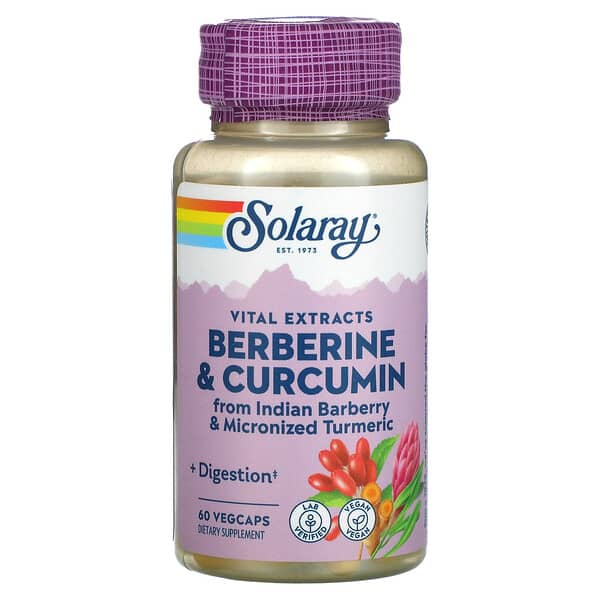 Solaray®
EST. 1973
VITAL EXTRACTS
BERBERINE
& CURCUMIN
from Indian Barberry
& Micronized Turmeric
+ Digestion‡
60 VEGCAPS
DIETARY SUPPLEMENT
LAB VERIFIED
VEGAN VEGAN